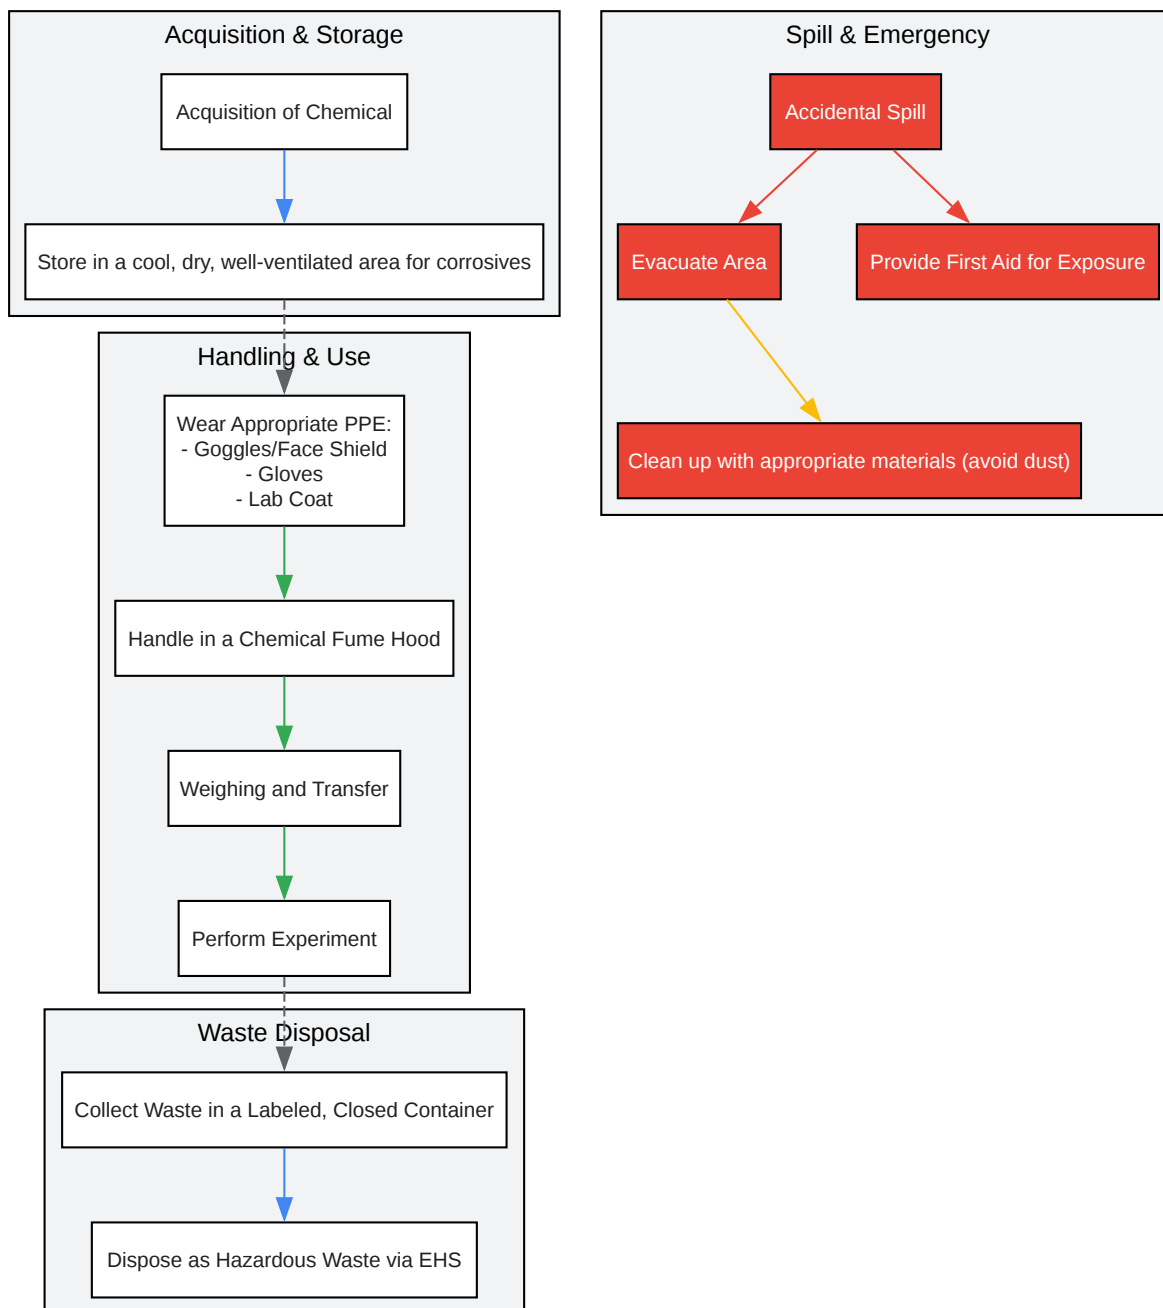 Acquisition & Storage
Acquisition of Chemical
Store in a cool, dry, well-ventilated area for corrosives
Handling & Use
Wear Appropriate PPE:
- Goggles/Face Shield
- Gloves
- Lab Coat
Handle in a Chemical Fume Hood
Weighing and Transfer
Perform Experiment
Waste Disposal
Collect Waste in a Labeled, Closed Container
Dispose as Hazardous Waste via EHS
Spill & Emergency
Accidental Spill
Evacuate Area
Provide First Aid for Exposure
Clean up with appropriate materials (avoid dust)